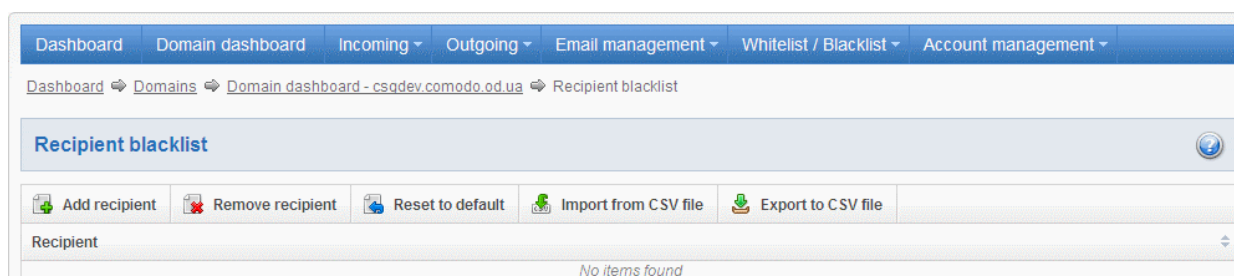 Dashboard Domain dashboard Incoming Outgoing Email management Whitelist / Blacklist Account management
Dashboard Domains Domain dashboard - csgdev.comodo.od.ua Recipient blacklist
Recipient blacklist
Add recipient Remove recipient Reset to default Import from CSV file Export to CSV file
Recipient
No items found